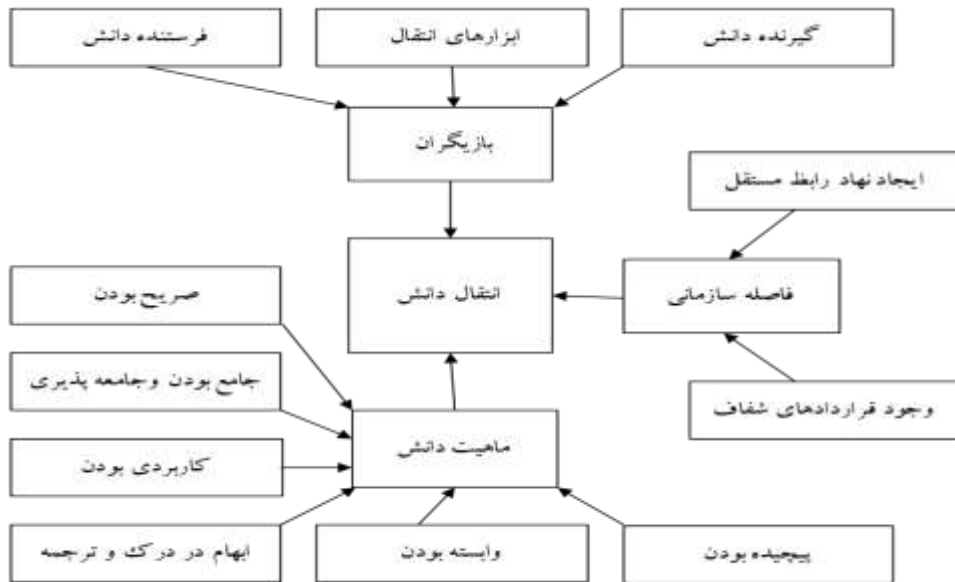 گیرنده دانش
ابزارهای انتقال
فرستنده دانش
بازیگران
ایجاد نهاد رابط مستقل
انتقال دانش
فاصله سازمانی
صریح بودن
جامع بودن و جامعه پذیری
وجود قراردادهای شفاف
ماهیت دانش
کاربردی بودن
پیچیده بودن
وابسته بودن
ابهام در درک و ترجمه